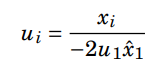 u_i = \frac{x_i}{-2u_1\hat{x}_1}